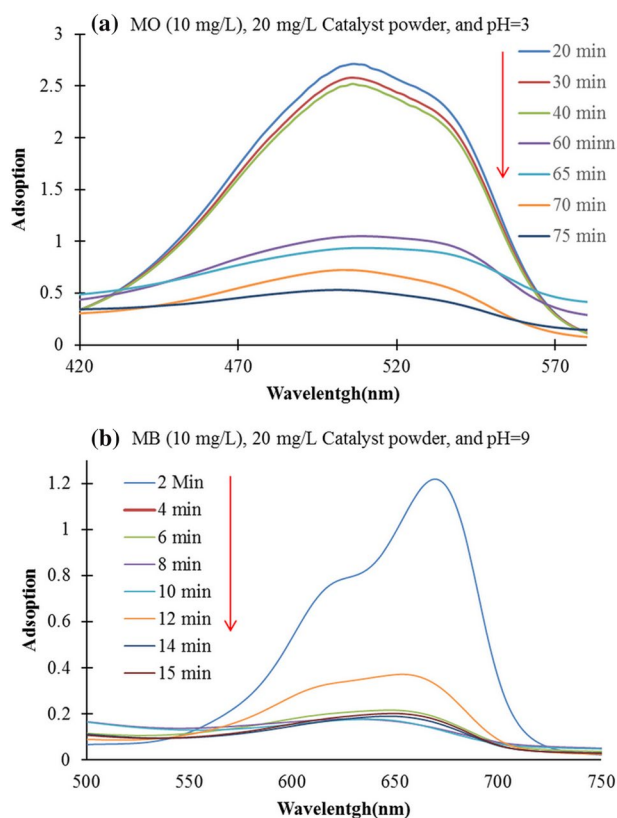 (a) MO (10 mg/L), 20 mg/L Catalyst powder, and pH=3
3
2.5
2
1.5
1
0.5
0
Adsoption
420
470
520
570
Wavelentgh(nm)
20 min
30 min
40 min
60 minn
65 min
70 min
75 min
(b) MB (10 mg/L), 20 mg/L Catalyst powder, and pH=9
1.2
1
0.8
0.6
0.4
0.2
0
Adsoption
2 Min
4 min
6 min
8 min
10 min
12 min
14 min
15 min
500
550
600
650
700
750
Wavelentgh(nm)